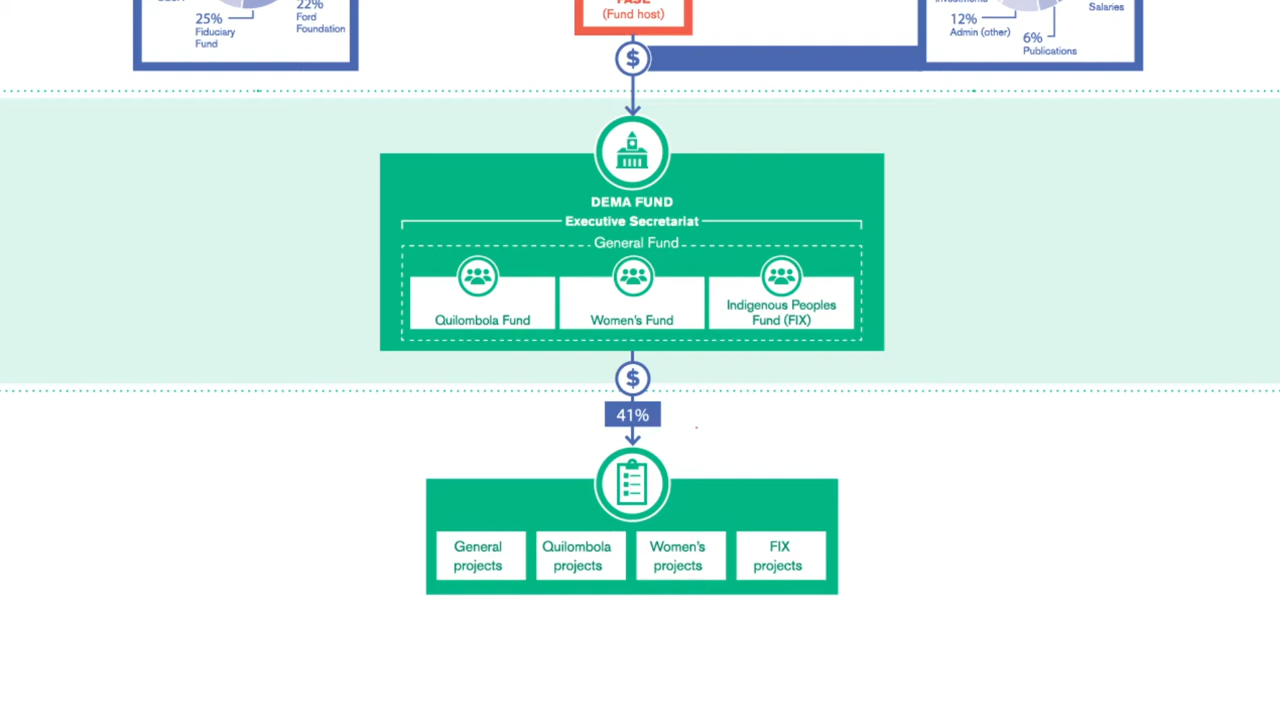 22%
Ford
Foundation
25%
Fiduciary
Fund
(Fund host)
Salaries
12%
Admin (other)
6%
Publications
$
DEMA FUND
Executive Secretariat
General Fund
Quilombola Fund
Women's Fund
Indigenous Peoples
Fund (FIX)
$
41%
General
projects
Quilombola
projects
Women's
projects
FIX
projects